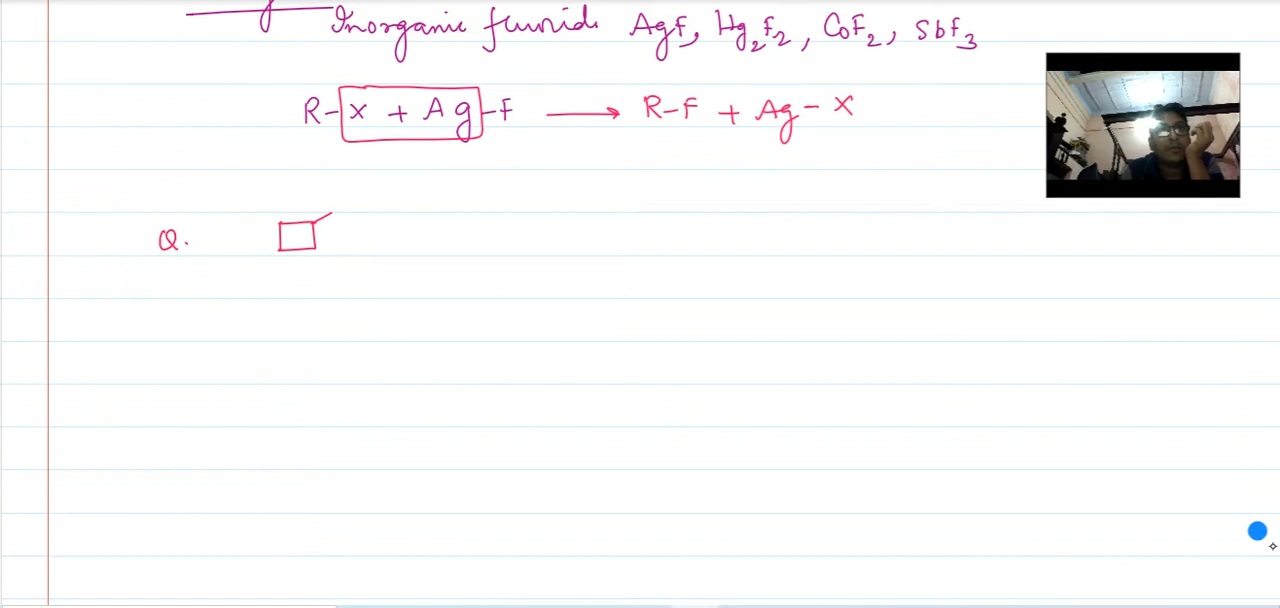 Inorganic fluoride AgF, Hg₂F₂, CoF₂, SbF₃
R-X + Ag-F → R-F + Ag-X
Q.